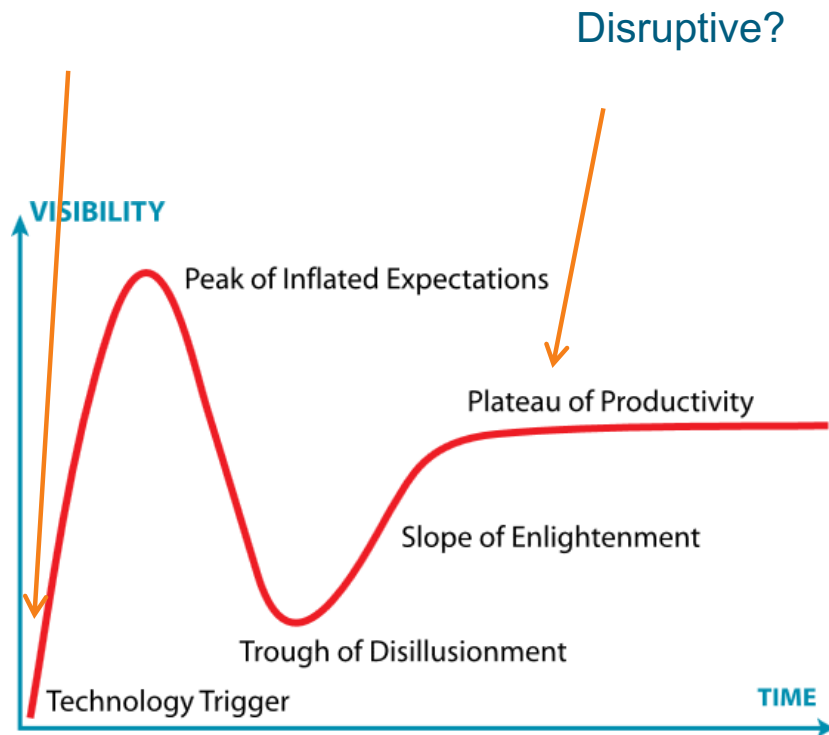 Disruptive?
VISIBILITY
Peak of Inflated Expectations
Plateau of Productivity
Slope of Enlightenment
Trough of Disillusionment
Technology Trigger
TIME